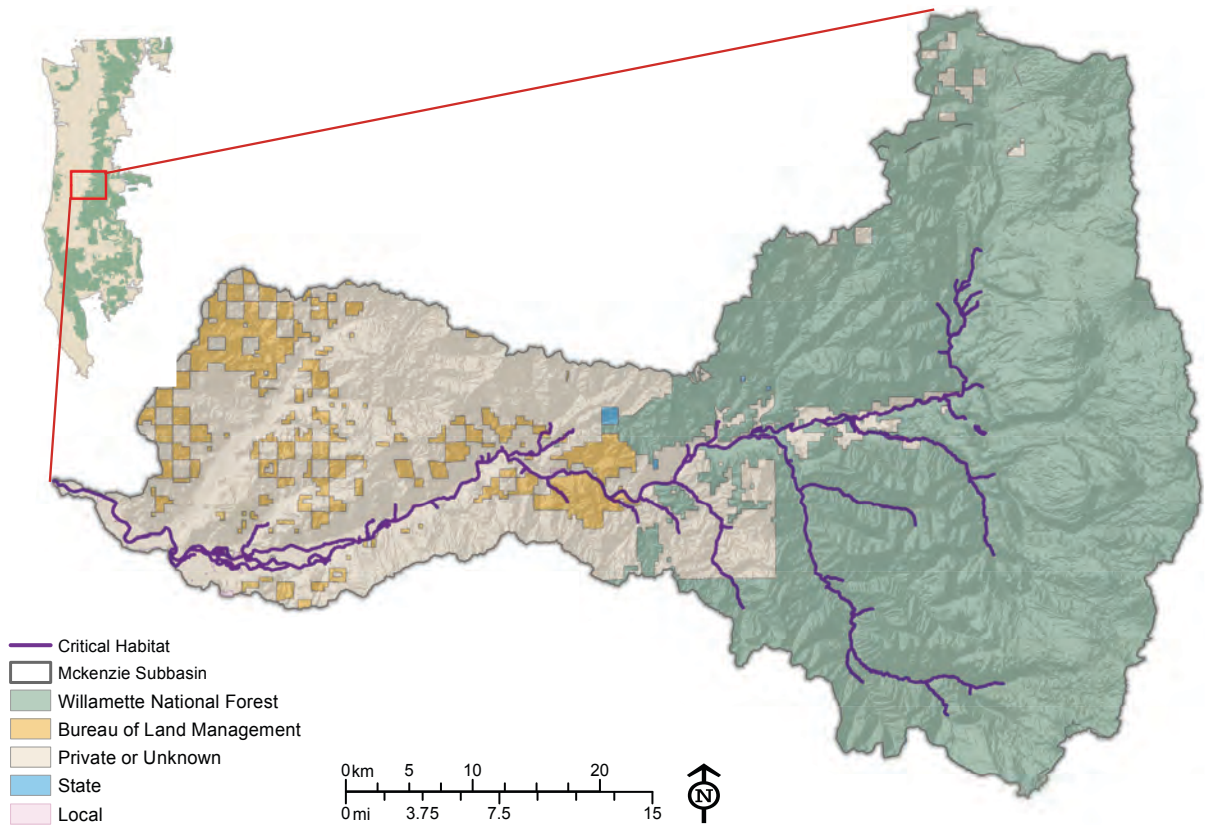 Critical Habitat
Mckenzie Subbasin
Willamette National Forest
Bureau of Land Management
Private or Unknown
State
Local
0 km 5 10 20
0 mi 3.75 7.5 15
N